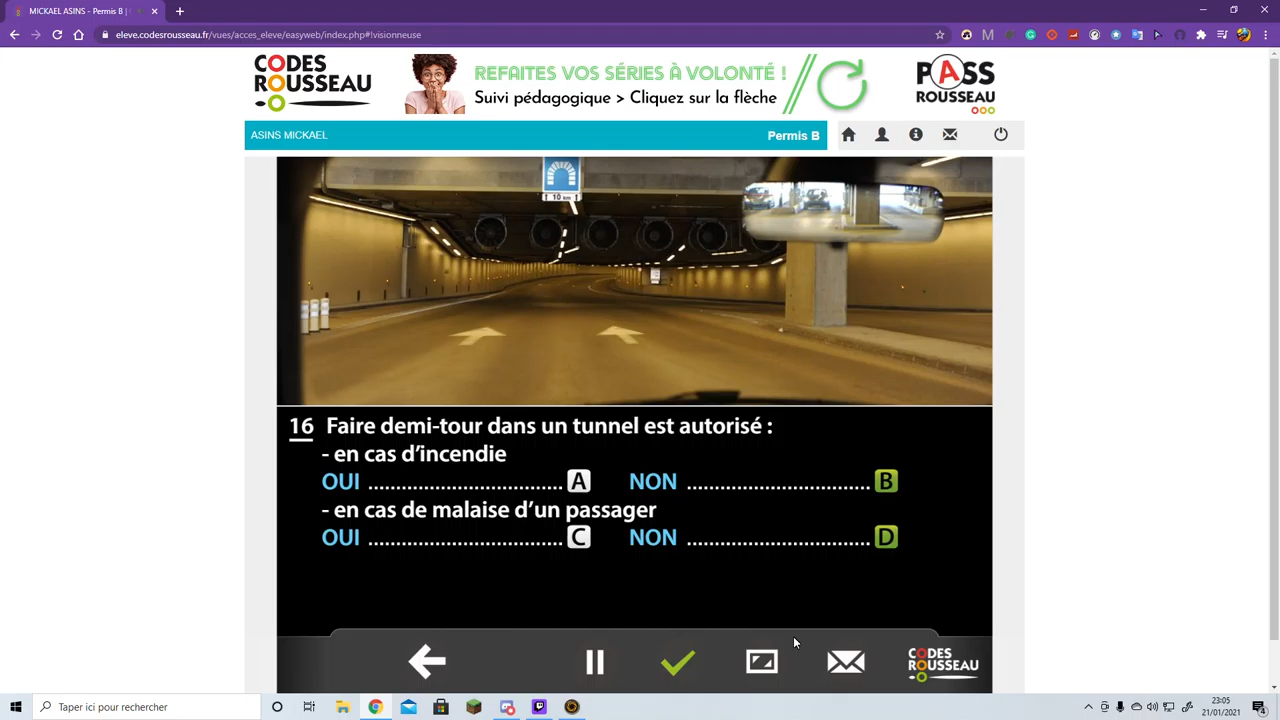 MICKAEL ASINS - Permis B |
eleve.codesrousseau.fr/vues/acces_eleve/easyweb/index.php#!visionneuse
CODES
ROUSSEAU
REFAITES VOS SÉRIES À VOLONTÉ !
Suivi pédagogique > Cliquez sur la flèche
PASS
ROUSSEAU
ASINS MICKAEL
Permis B
10 km
16 Faire demi-tour dans un tunnel est autorisé :
- en cas d'incendie
OUI .................................. A NON ................................ B
- en cas de malaise d'un passager
OUI .................................. C NON ................................ D
CODES
ROUSSEAU
Taper ici pour rechercher
23:05
21/01/2021